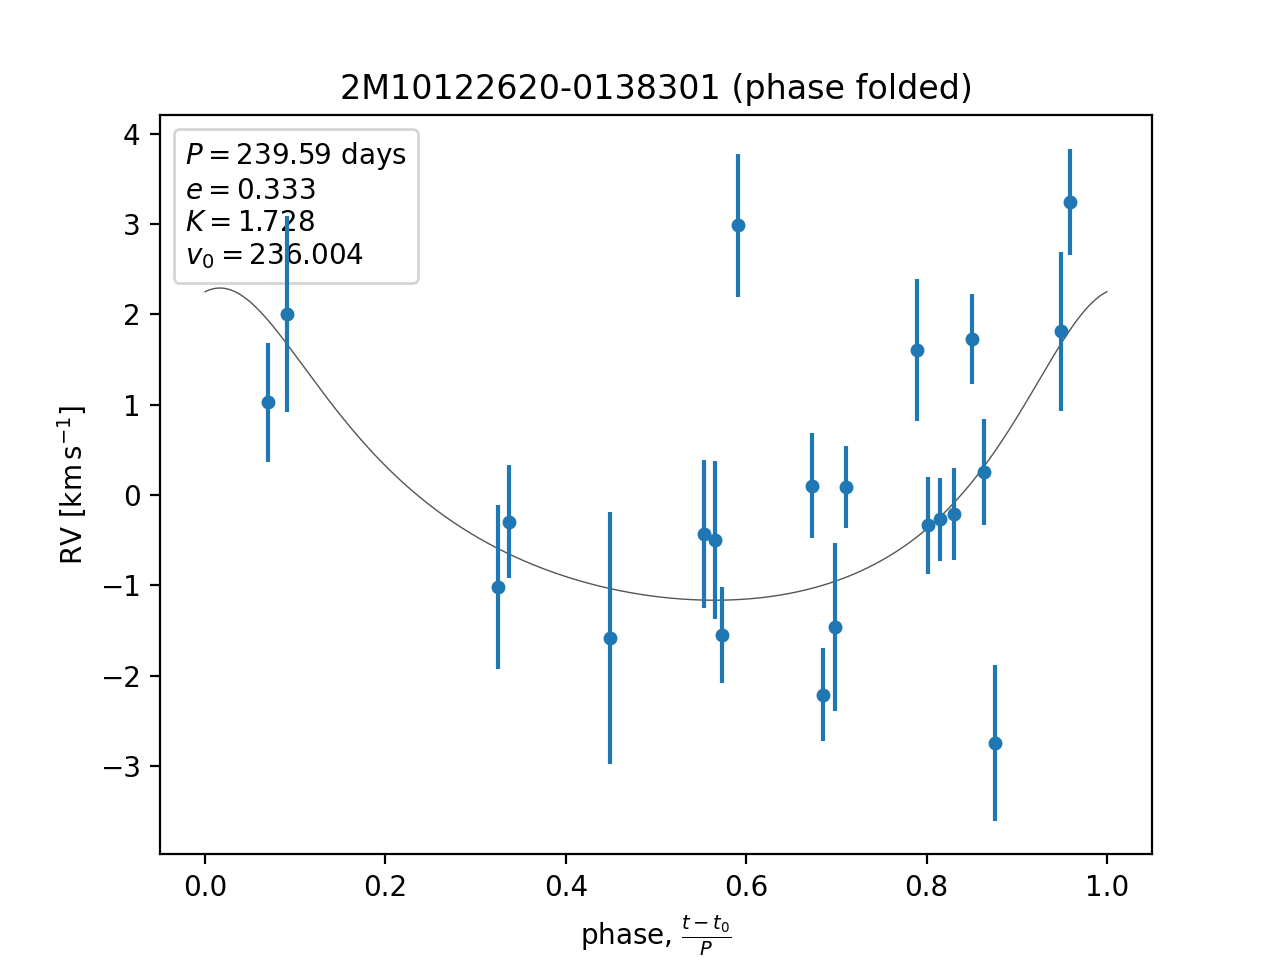 2M10122620-0138301 (phase folded)
P = 239.59 days
e = 0.333
K = 1.728
v₀ = 236.004
4
3
2
1
0
−1
−2
−3
RV [km s⁻¹]
0.0 0.2 0.4 0.6 0.8 1.0
phase, (t − t₀)/P